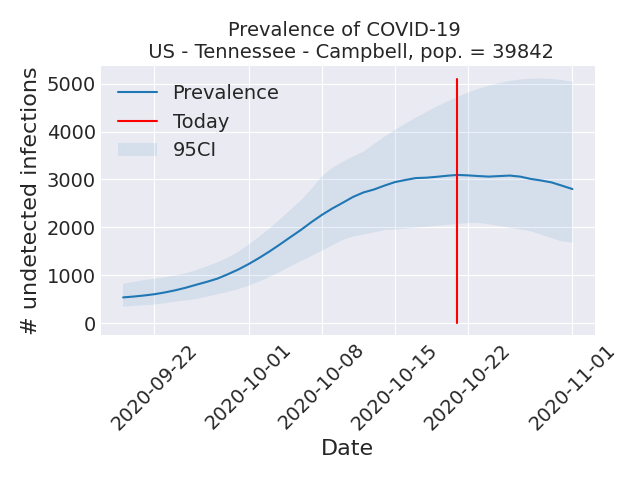 Prevalence of COVID-19
US - Tennessee - Campbell, pop. = 39842
# undetected infections
5000
4000
3000
2000
1000
0
Prevalence
Today
95CI
2020-09-22
2020-10-01
2020-10-08
2020-10-15
2020-10-22
2020-11-01
Date